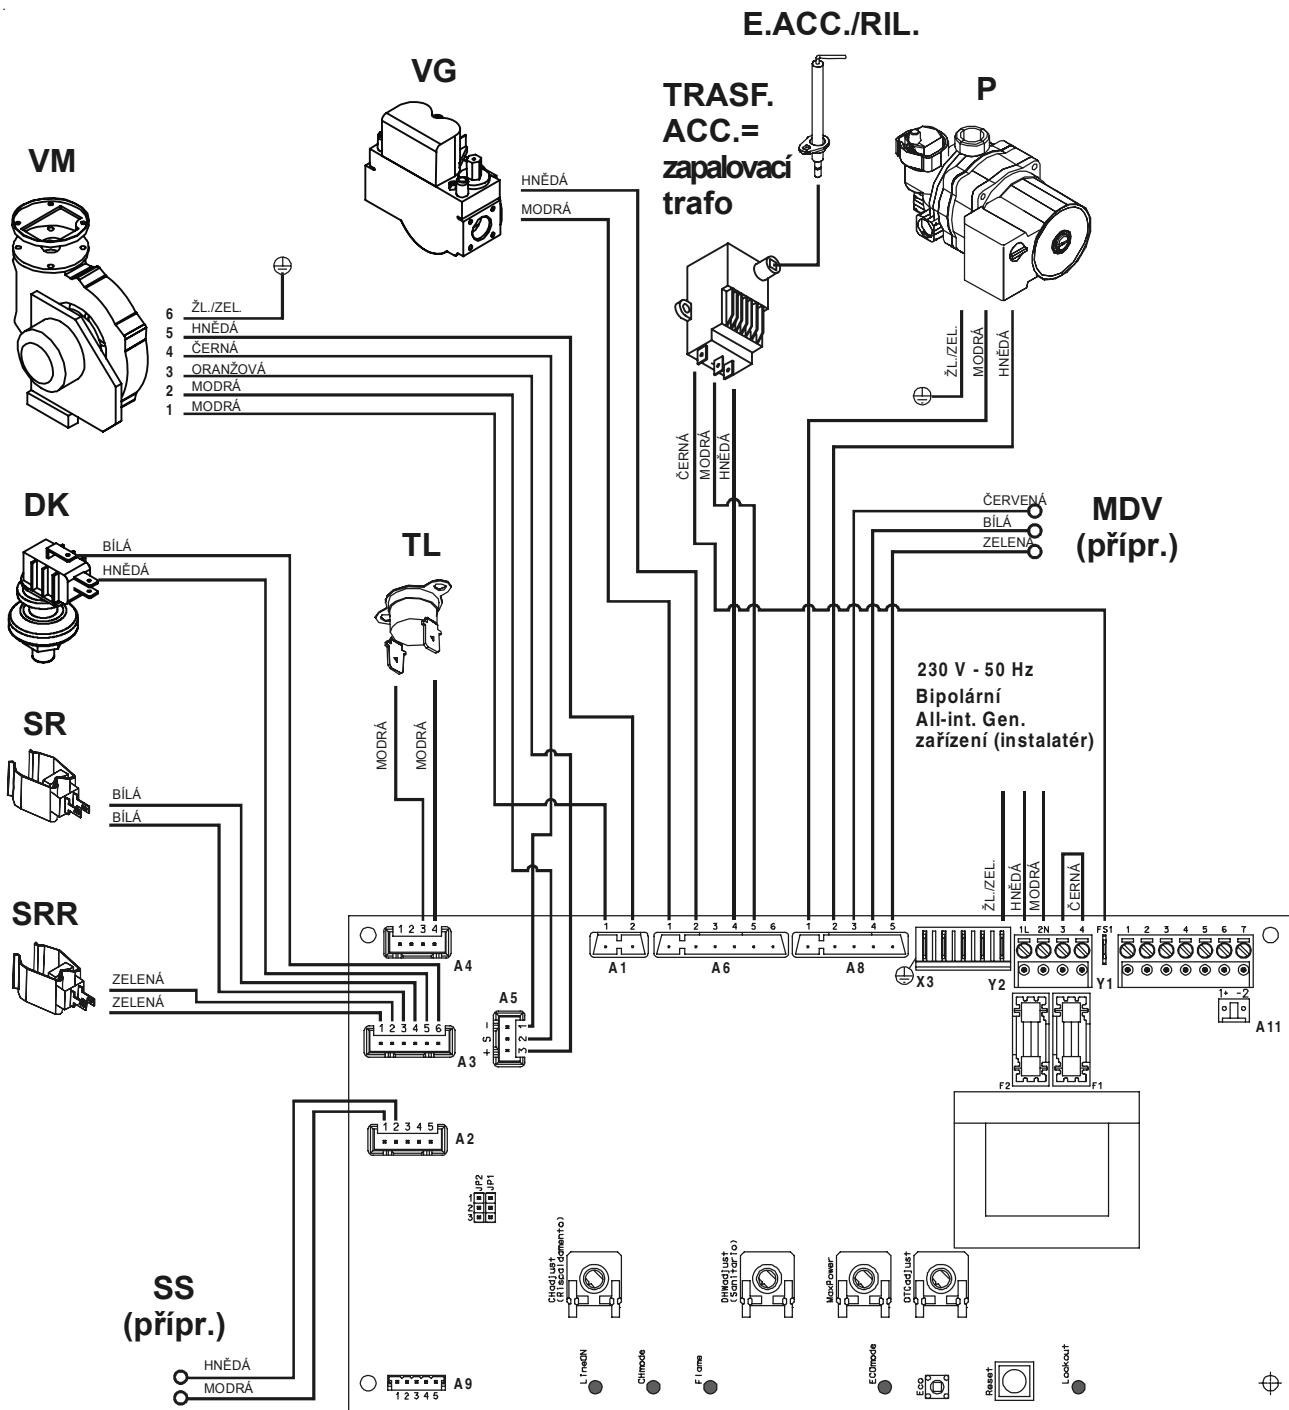 E.ACC./RIL.
VG
TRASF.
ACC.=
zapalovací
trafo
P
VM
HNĚDÁ
MODRÁ
6 ŽL./ZEL.
5 HNĚDÁ
4 ČERNÁ
3 ORANŽOVÁ
2 MODRÁ
1 MODRÁ
ŽL./ZEL.
MODRÁ
HNĚDÁ
ČERNÁ
MODRÁ
HNĚDÁ
DK
BÍLÁ
HNĚDÁ
TL
ČERVENÁ
BÍLÁ
ZELENÁ
MDV
(přípr.)
MODRÁ
MODRÁ
230 V - 50 Hz
Bipolární
All-int. Gen.
zařízení (instalatér)
SR
BÍLÁ
BÍLÁ
ŽL./ZEL.
HNĚDÁ
MODRÁ
ČERNÁ
SRR
ZELENÁ
ZELENÁ
1 2 3 4
A4
1 2
A1
1 2 3 4 5 6
A6
1 2 3 4 5
A8
X3
1L 2N 3 4
Y2
FS1
Y1
1 2 3 4 5 6 7
1+ -2
A11
A5
+ S -
1 2 3
1 2 3 4 5 6
A3
F2
F1
1 2 3 4 5
A2
JP2
JP1
1
2
3
CHadjust
(Riscaldamento)
DHWadjust
(Sanitario)
MaxPower
OTCadjust
SS
(přípr.)
HNĚDÁ
MODRÁ
A9
1 2 3 4 5
LineON
CHmode
Flame
ECOmode
Eco
Reset
Lookout